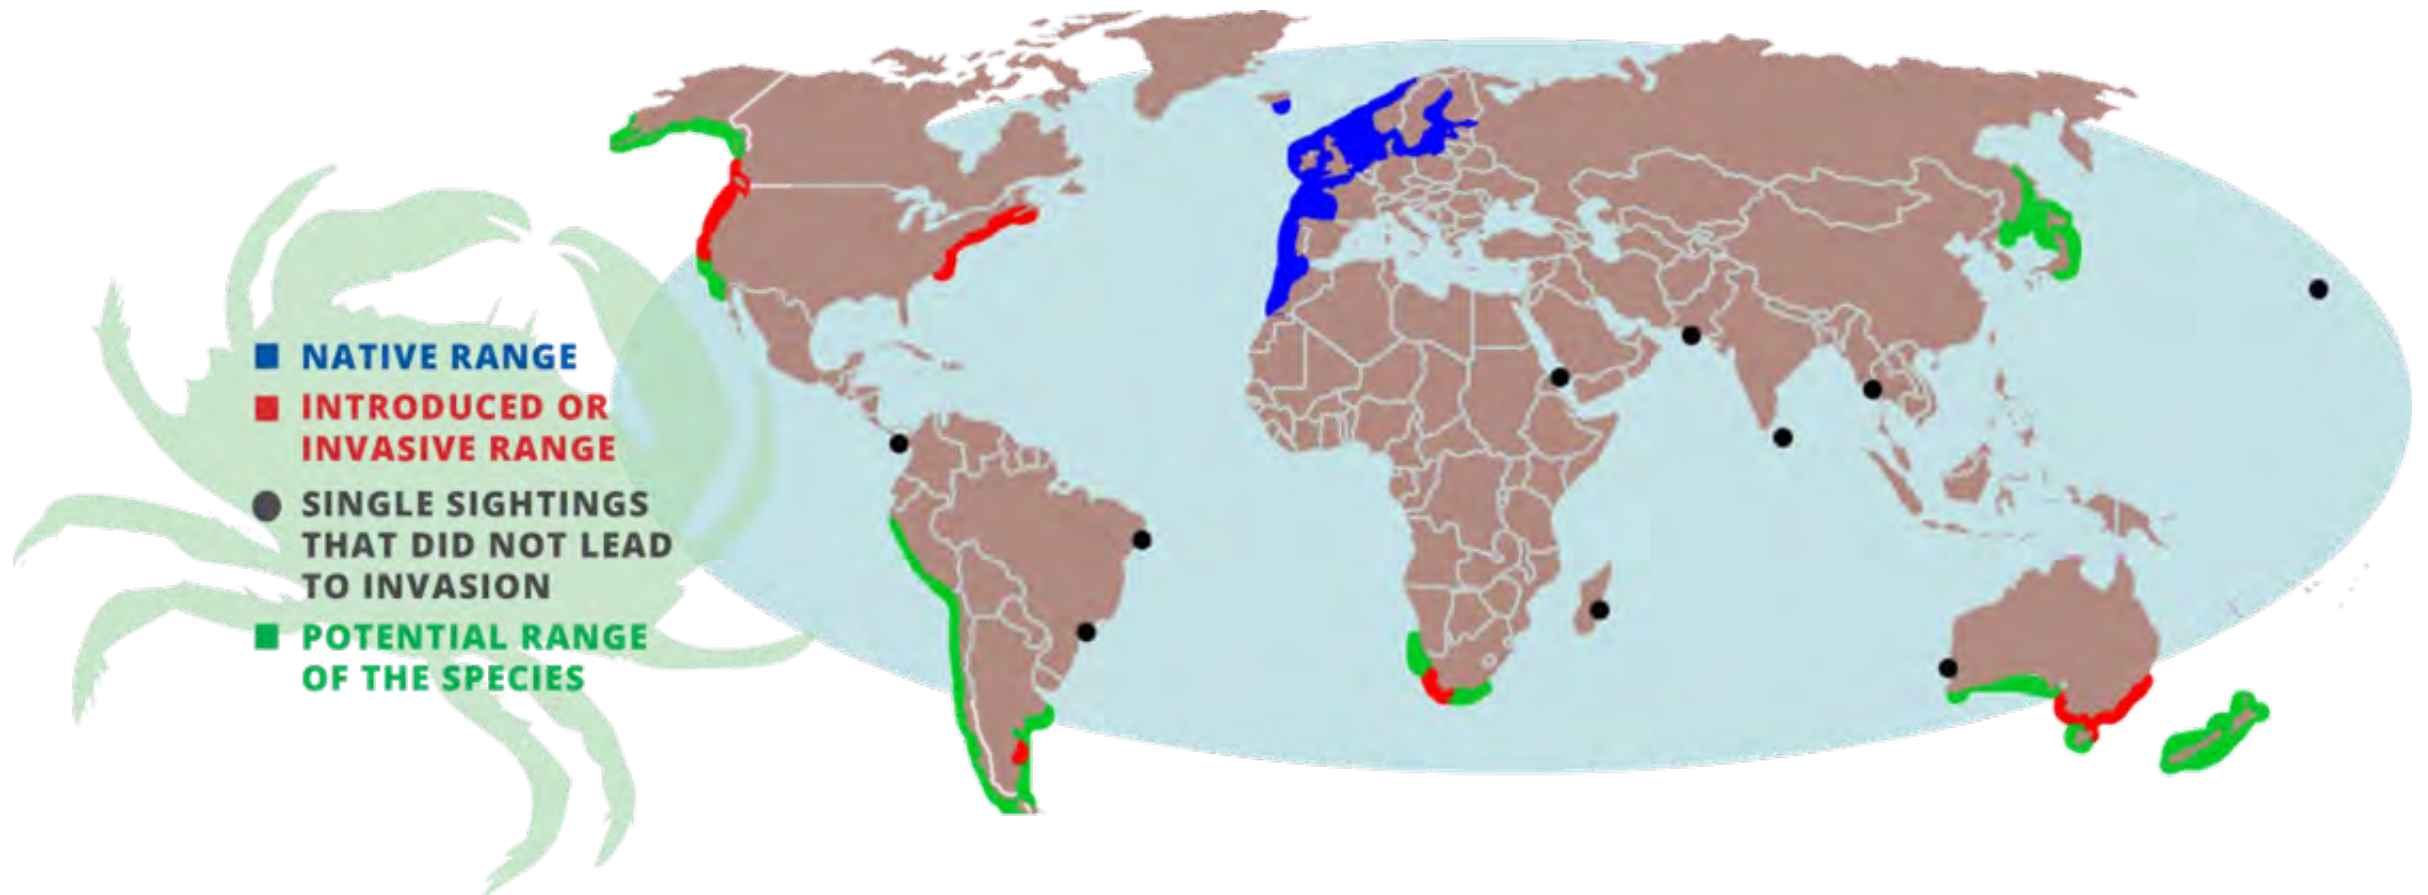 NATIVE RANGE
INTRODUCED OR
INVASIVE RANGE
SINGLE SIGHTINGS
THAT DID NOT LEAD
TO INVASION
POTENTIAL RANGE
OF THE SPECIES